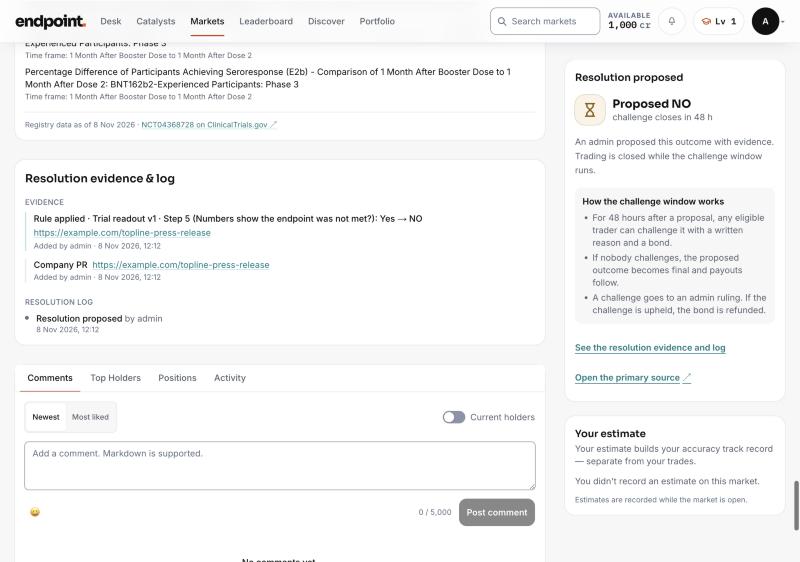 endpoint.
Desk
Catalysts
Markets
Leaderboard
Discover
Portfolio
Search markets
AVAILABLE
1,000 cr
Lv 1
A
Experienced Participants: Phase 3
Time frame: 1 Month After Booster Dose to 1 Month After Dose 2
Percentage Difference of Participants Achieving Seroresponse (E2b) - Comparison of 1 Month After Booster Dose to 1
Month After Dose 2: BNT162b2-Experienced Participants: Phase 3
Time frame: 1 Month After Booster Dose to 1 Month After Dose 2
Registry data as of 8 Nov 2026 · NCT04368728 on ClinicalTrials.gov ↗
Resolution evidence & log
EVIDENCE
Rule applied · Trial readout v1 · Step 5 (Numbers show the endpoint was not met?): Yes → NO
https://example.com/topline-press-release
Added by admin · 8 Nov 2026, 12:12
Company PR https://example.com/topline-press-release
Added by admin · 8 Nov 2026, 12:12
RESOLUTION LOG
Resolution proposed by admin
8 Nov 2026, 12:12
Comments
Top Holders
Positions
Activity
Newest
Most liked
Current holders
Add a comment. Markdown is supported.
0 / 5,000
Post comment
No comments yet
Resolution proposed
Proposed NO
challenge closes in 48 h
An admin proposed this outcome with evidence.
Trading is closed while the challenge window
runs.
How the challenge window works
• For 48 hours after a proposal, any eligible
trader can challenge it with a written
reason and a bond.
• If nobody challenges, the proposed
outcome becomes final and payouts
follow.
• A challenge goes to an admin ruling. If the
challenge is upheld, the bond is refunded.
See the resolution evidence and log
Open the primary source ↗
Your estimate
Your estimate builds your accuracy track record
— separate from your trades.
You didn't record an estimate on this market.
Estimates are recorded while the market is open.